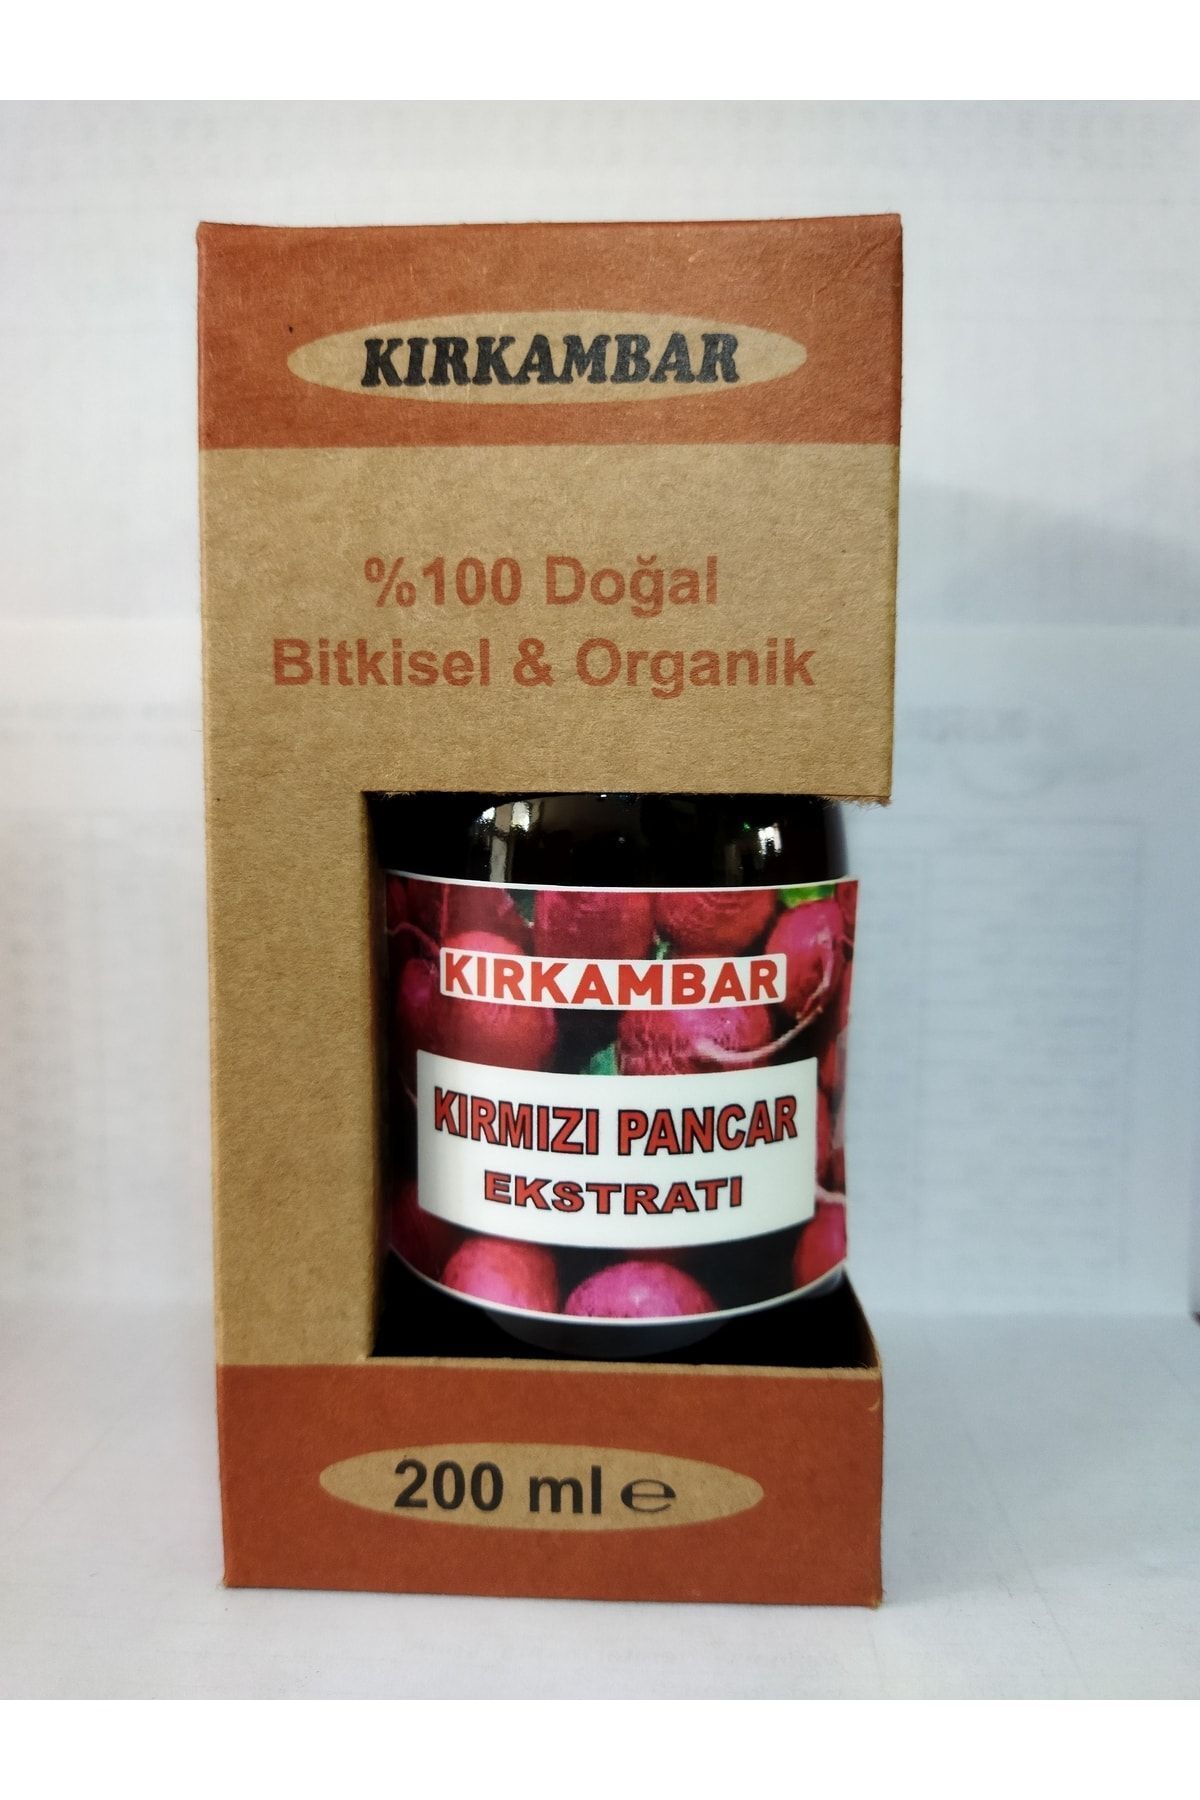 KIRKAMBAR
%100 Doğal
Bitkisel & Organik
KIRKAMBAR
KIRMIZI PANCAR
EKSTRATI
200 ml ℮